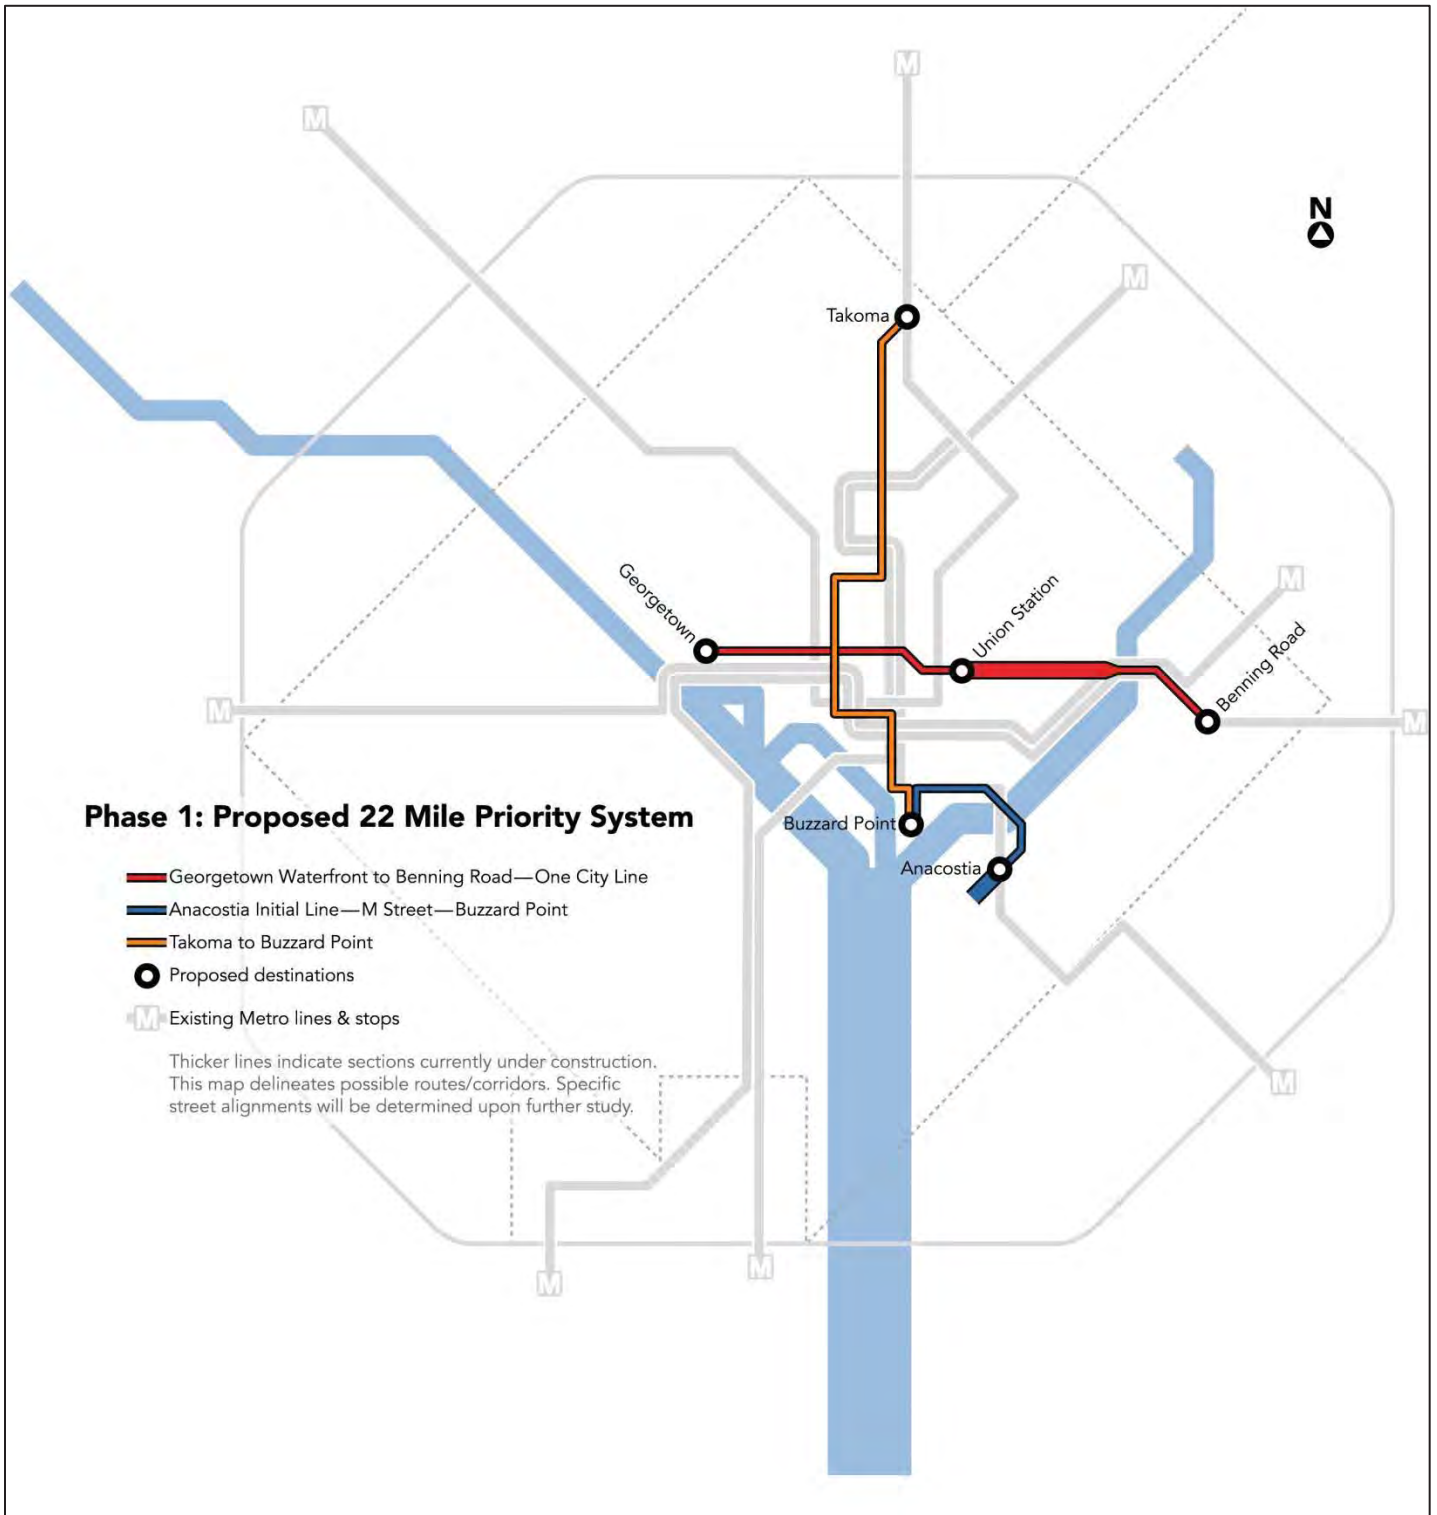 M
M
N
M
Takoma
Georgetown
Union Station
M
Benning Road
M
M
Phase 1: Proposed 22 Mile Priority System
Buzzard Point
Anacostia
Georgetown Waterfront to Benning Road—One City Line
Anacostia Initial Line—M Street—Buzzard Point
Takoma to Buzzard Point
Proposed destinations
M Existing Metro lines & stops
Thicker lines indicate sections currently under construction.
This map delineates possible routes/corridors. Specific
street alignments will be determined upon further study.
M
M
M